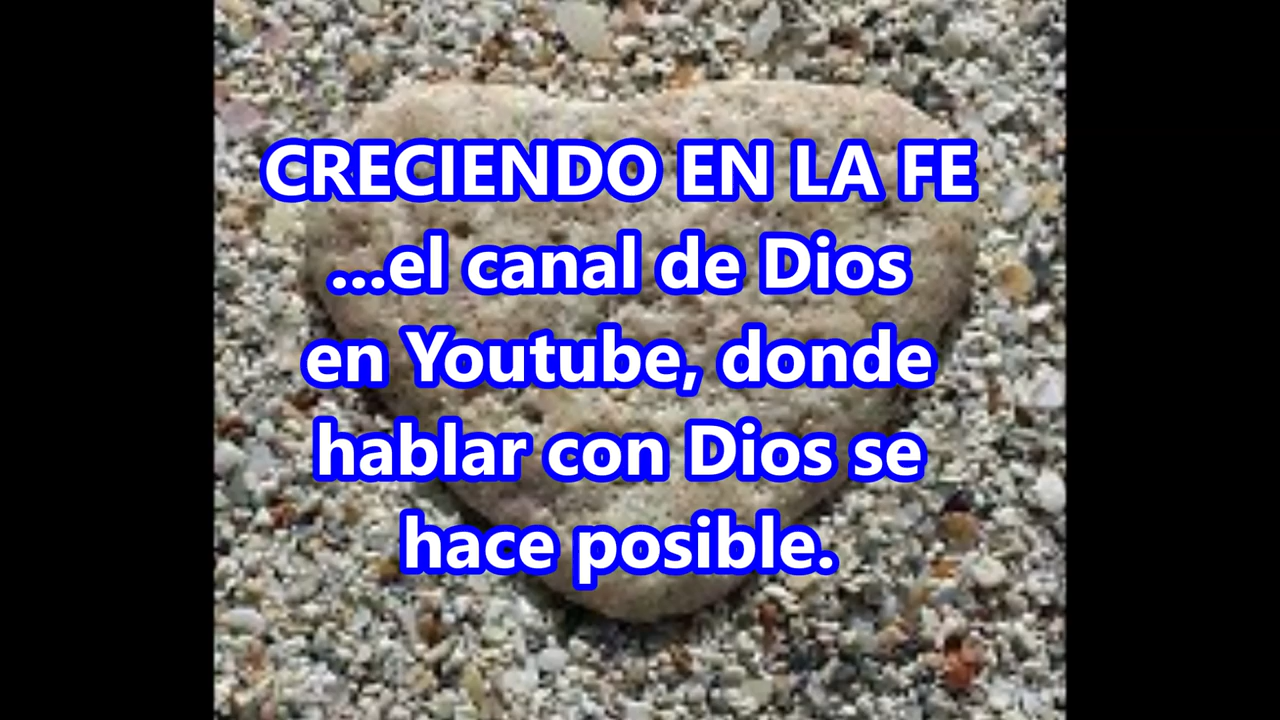 CRECIENDO EN LA FE
...el canal de Dios
en Youtube, donde
hablar con Dios se
hace posible.